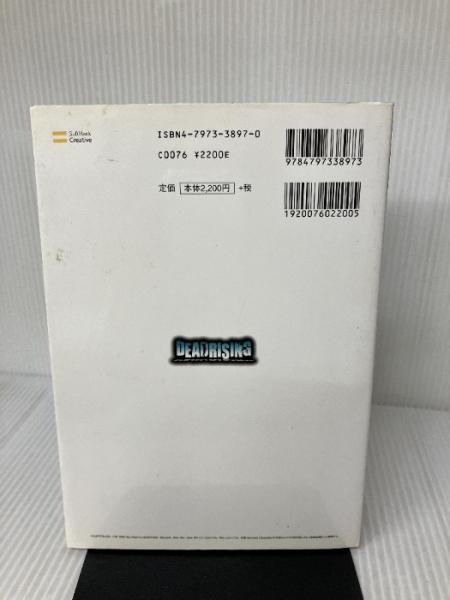 SoftBank
Creative
ISBN4-7973-3897-0
C0076 ¥2200E
定価 本体2,200円 +税
9784797338973
1920076022005
DEADRISING